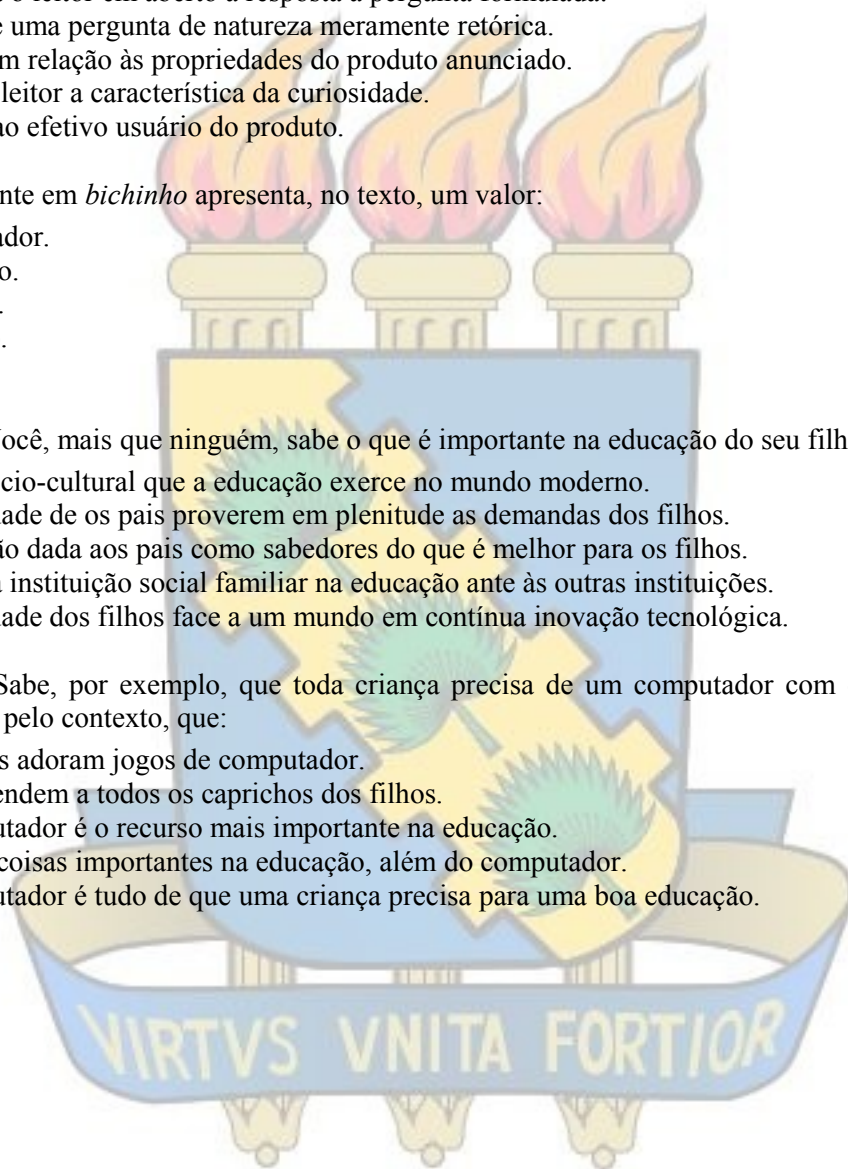 o leitor em aberto a resposta à pergunta formulada.
e uma pergunta de natureza meramente retórica.
m relação às propriedades do produto anunciado.
leitor a característica da curiosidade.
ao efetivo usuário do produto.
nte em bichinho apresenta, no texto, um valor:
ador.
o.
.
.
Você, mais que ninguém, sabe o que é importante na educação do seu filh
cio-cultural que a educação exerce no mundo moderno.
dade de os pais proverem em plenitude as demandas dos filhos.
ão dada aos pais como sabedores do que é melhor para os filhos.
a instituição social familiar na educação ante às outras instituições.
dade dos filhos face a um mundo em contínua inovação tecnológica.
Sabe, por exemplo, que toda criança precisa de um computador com
pelo contexto, que:
s adoram jogos de computador.
endem a todos os caprichos dos filhos.
utador é o recurso mais importante na educação.
coisas importantes na educação, além do computador.
utador é tudo de que uma criança precisa para uma boa educação.
VIRTVS VNITA FORTIOR